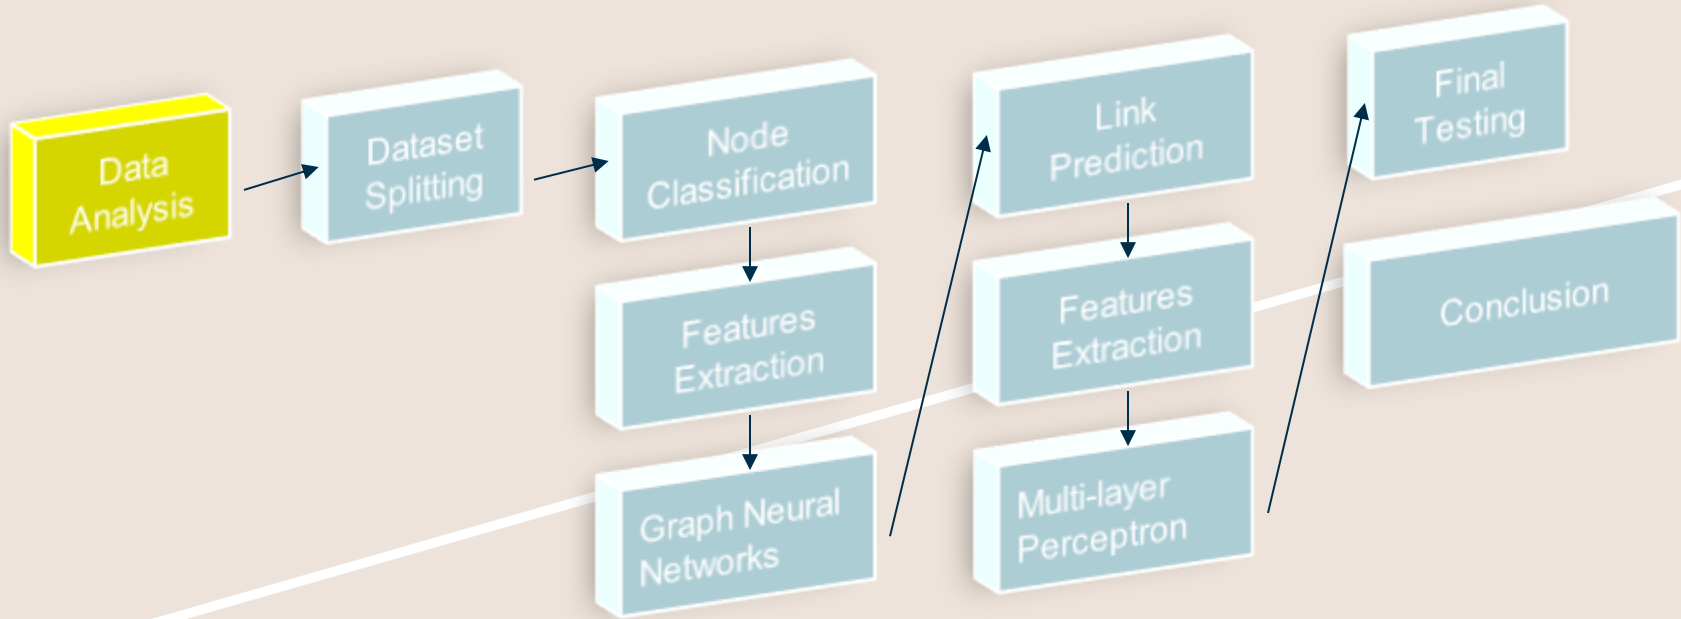 Data
Analysis
Dataset
Splitting
Node
Classification
Features
Extraction
Graph Neural
Networks
Link
Prediction
Features
Extraction
Multi-layer
Perceptron
Final
Testing
Conclusion